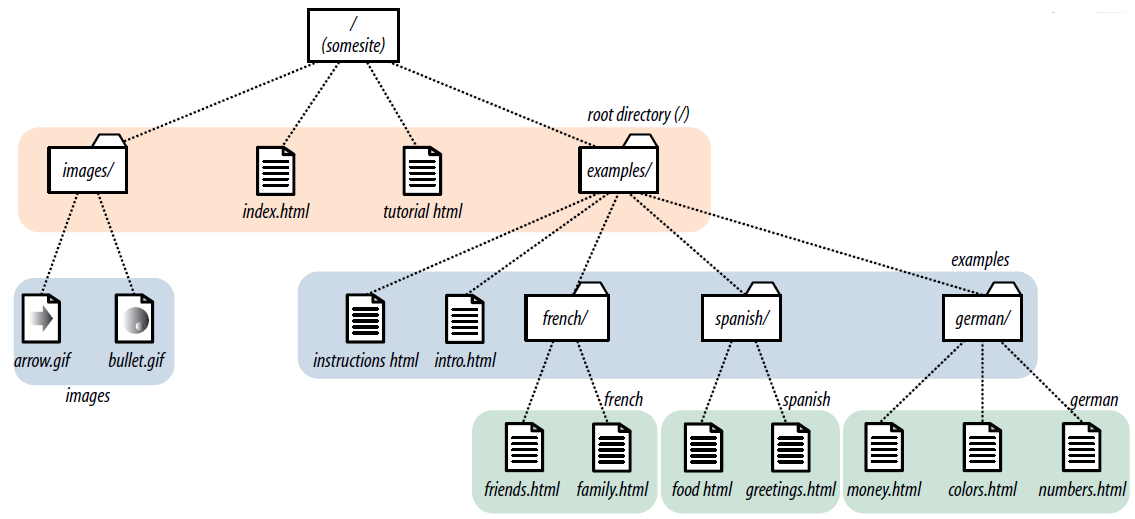 /
(somesite)
root directory (/)
images/
index.html
tutorial html
examples/
examples
arrow.gif
bullet.gif
images
instructions html
intro.html
french/
spanish/
german/
french
spanish
german
friends.html
family.html
food html
greetings.html
money.html
colors.html
numbers.html